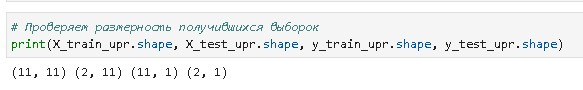 # Проверяем размерность получившихся выборок
print(X_train_upr.shape, X_test_upr.shape, y_train_upr.shape, y_test_upr.shape)
(11, 11) (2, 11) (11, 1) (2, 1)